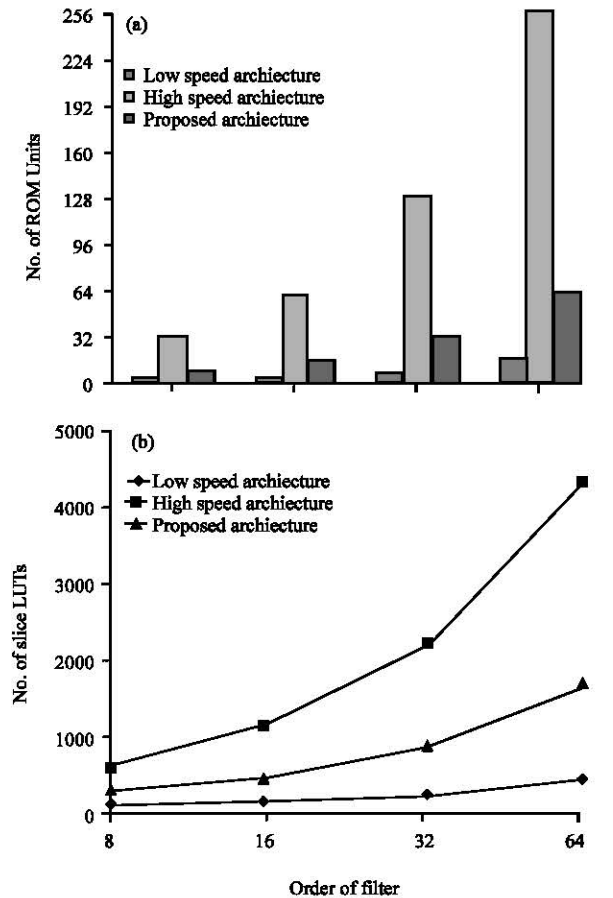 (a)
Low speed archiecture
High speed archiecture
Proposed archiecture
No. of ROM Units
256
224
192
160
128
96
64
32
0
(b)
Low speed archiecture
High speed archiecture
Proposed archiecture
No. of slice LUTs
5000
4000
3000
2000
1000
0
8 16 32 64
Order of filter